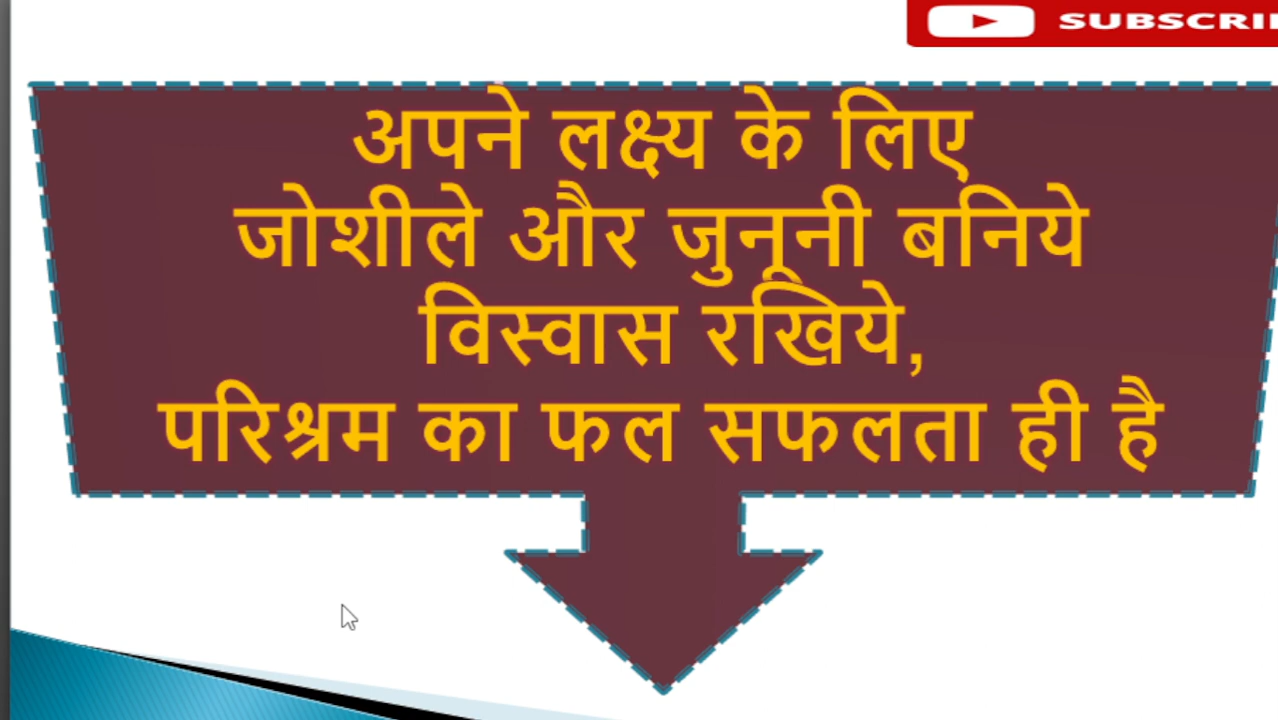 SUBSCRI
अपने लक्ष्य के लिए
जोशीले और जुनूनी बनिये
विस्वास रखिये,
परिश्रम का फल सफलता ही है